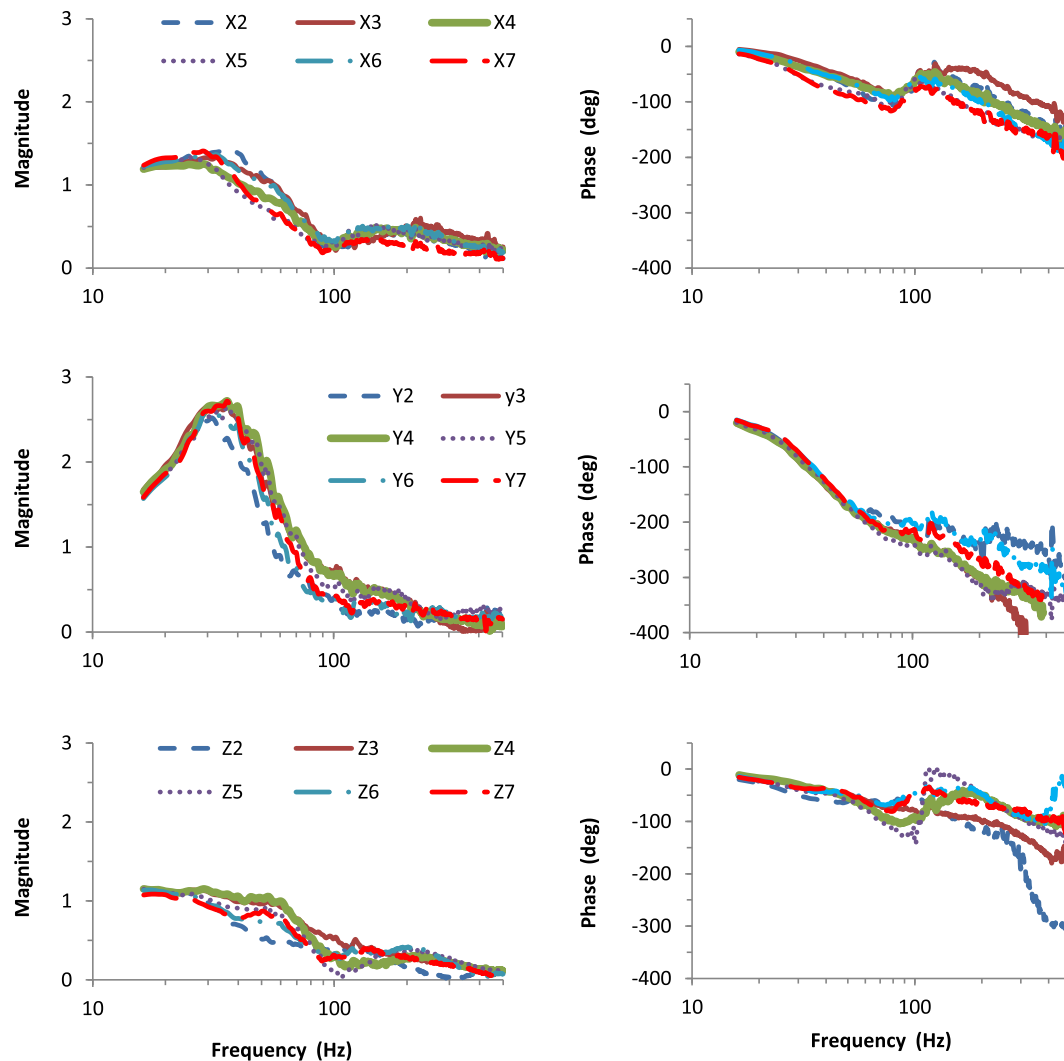 3
2
1
0
Magnitude
X2 X3 X4
X5 X6 X7
10 100
0
-100
-200
-300
-400
Phase (deg)
10 100
3
2
1
0
Magnitude
Y2 y3
Y4 Y5
Y6 Y7
10 100
0
-100
-200
-300
-400
Phase (deg)
10 100
3
2
1
0
Magnitude
Z2 Z3 Z4
Z5 Z6 Z7
10 100
Frequency (Hz)
0
-100
-200
-300
-400
Phase (deg)
10 100
Frequency (Hz)